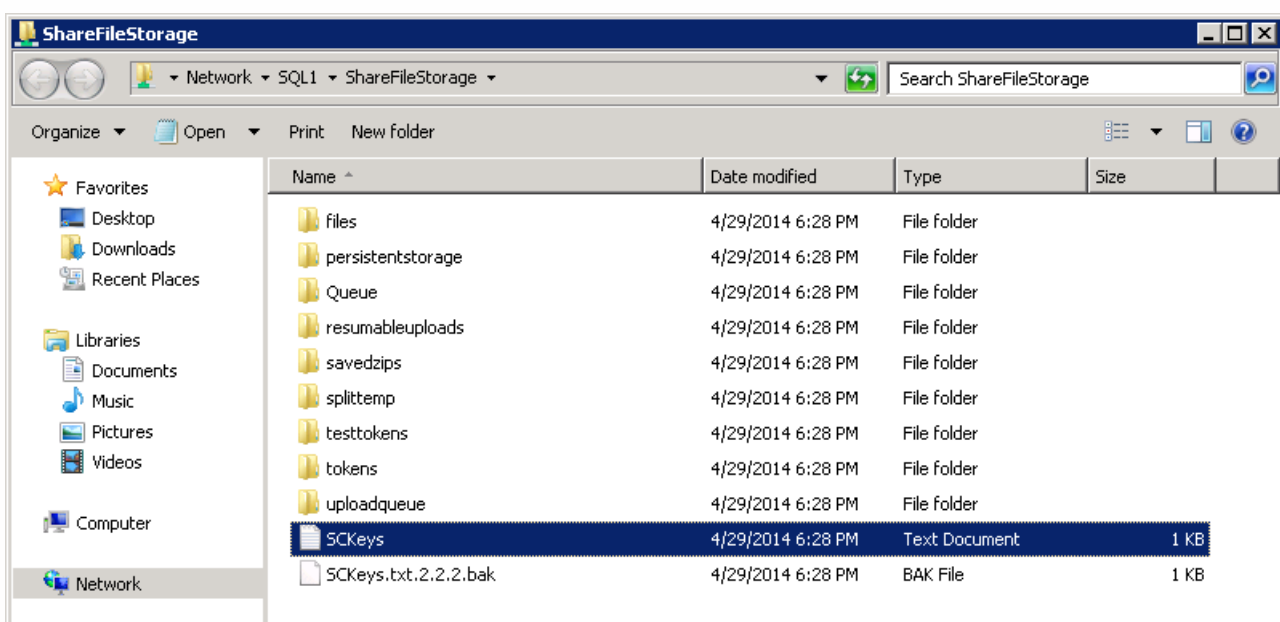 ShareFileStorage
Network SQL1 ShareFileStorage Search ShareFileStorage
Organize Open Print New folder
Favorites
Desktop
Downloads
Recent Places
Libraries
Documents
Music
Pictures
Videos
Computer
Network
Name Date modified Type Size
files 4/29/2014 6:28 PM File folder
persistentstorage 4/29/2014 6:28 PM File folder
Queue 4/29/2014 6:28 PM File folder
resumableuploads 4/29/2014 6:28 PM File folder
savedzips 4/29/2014 6:28 PM File folder
splittemp 4/29/2014 6:28 PM File folder
testtokens 4/29/2014 6:28 PM File folder
tokens 4/29/2014 6:28 PM File folder
uploadqueue 4/29/2014 6:28 PM File folder
SCKeys 4/29/2014 6:28 PM Text Document 1 KB
SCKeys.txt.2.2.2.bak 4/29/2014 6:28 PM BAK File 1 KB